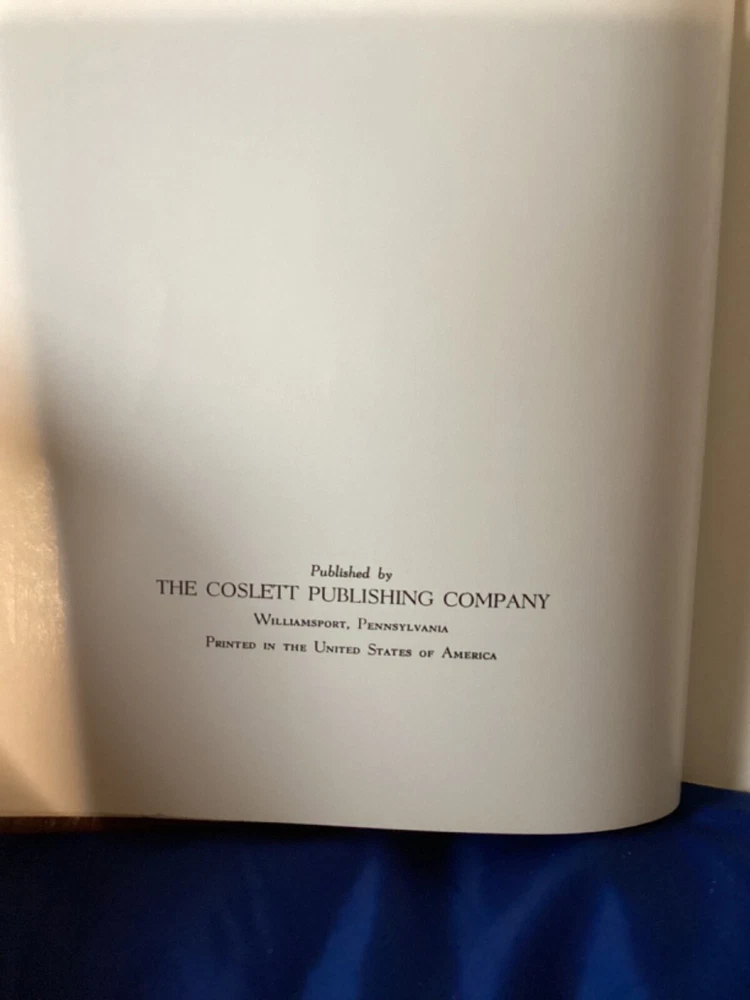 Published by
THE COSLETT PUBLISHING COMPANY
Williamsport, Pennsylvania
Printed in the United States of America